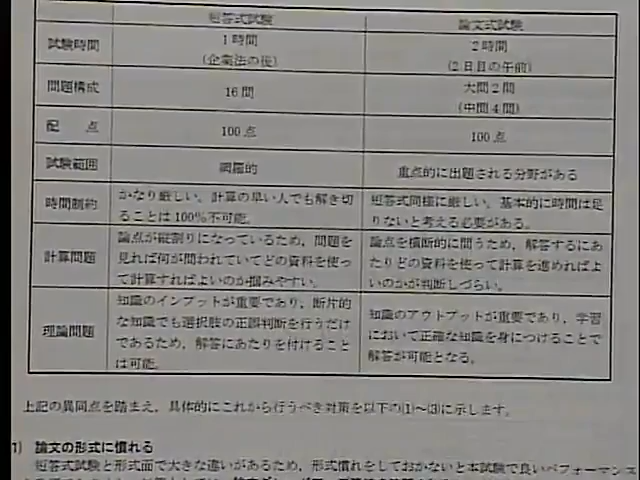 短答式試験 論文式試験
試験時間 1時間 2時間
(企業法の後) (2日目の午前)
問題構成 16問 大問2問
(中問4問)
配 点 100点 100点
試験範囲 網羅的 重点的に出題される分野がある
時間制約 かなり厳しい。計算の早い人でも解き切 短答式同様に厳しい。基本的に時間は足
ることは100%不可能。 りないと考える必要がある。
計算問題 論点が縦割りになっているため、問題を 論点を横断的に問うため、解答するにあ
見れば何が問われていてどの資料を使っ たりどの資料を使って計算を進めればよ
て計算すればよいのか掴みやすい。 いのかが判断しづらい。
理論問題 知識のインプットが重要であり、断片的 知識のアウトプットが重要であり、学習
な知識でも選択肢の正誤判断を行うだけ において正確な知識を身につけることで
であるため、解答にあたりを付けること 解答が可能となる。
は可能。
上記の異同点を踏まえ、具体的にこれから行うべき対策を以下の(1)~(3)に示します。
1) 論文の形式に慣れる
短答式試験と形式面で大きな違いがあるため、形式慣れをしておかないと本試験で良いパフォーマンス